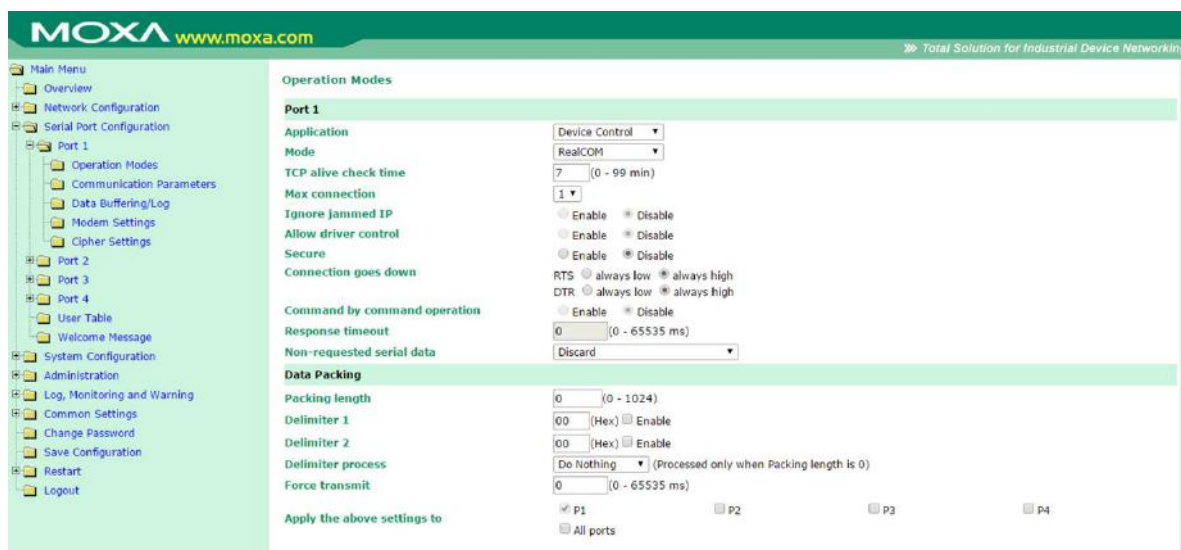 MOXA www.moxa.com
Total Solution for Industrial Device Networkin
Main Menu
Overview
Network Configuration
Serial Port Configuration
Port 1
Operation Modes
Communication Parameters
Data Buffering/Log
Modem Settings
Cipher Settings
Port 2
Port 3
Port 4
User Table
Welcome Message
System Configuration
Administration
Log, Monitoring and Warning
Common Settings
Change Password
Save Configuration
Restart
Logout
Operation Modes
Port 1
Application Device Control
Mode RealCOM
TCP alive check time 7 (0 - 99 min)
Max connection 1
Ignore jammed IP Enable Disable
Allow driver control Enable Disable
Secure Enable Disable
Connection goes down RTS always low always high
DTR always low always high
Command by command operation Enable Disable
Response timeout 0 (0 - 65535 ms)
Non-requested serial data Discard
Data Packing
Packing length 0 (0 - 1024)
Delimiter 1 00 (Hex) Enable
Delimiter 2 00 (Hex) Enable
Delimiter process Do Nothing (Processed only when Packing length is 0)
Force transmit 0 (0 - 65535 ms)
Apply the above settings to P1 P2 P3 P4
All ports